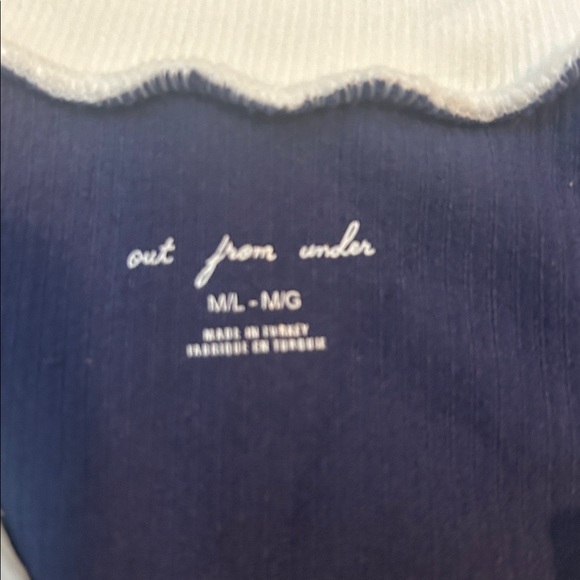 out from under
M/L - M/G
MADE IN TURKEY
FABRIQUÉ EN TURQUIE